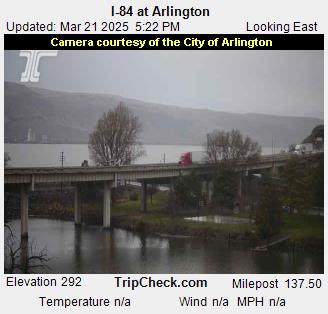 I-84 at Arlington
Updated: Mar 21 2025 5:22 PM Looking East
Camera courtesy of the City of Arlington
Elevation 292 TripCheck.com Milepost 137.50
Temperature n/a Wind n/a MPH n/a